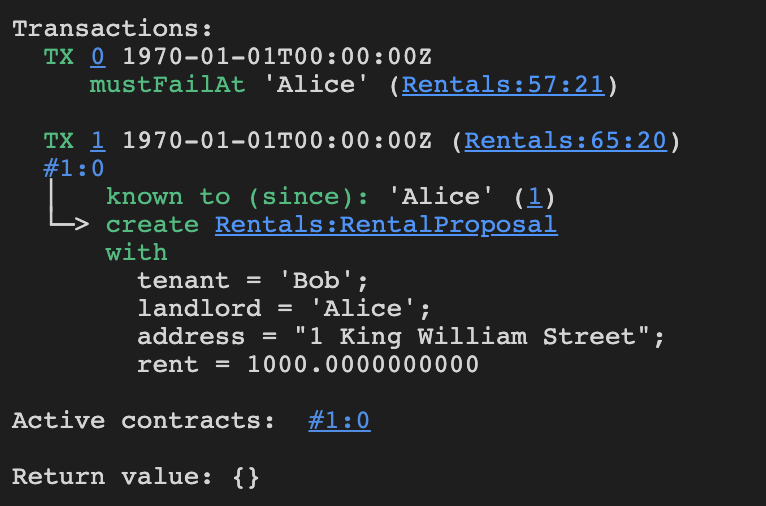 Transactions:
TX 0 1970-01-01T00:00:00Z
mustFailAt 'Alice' (Rentals:57:21)
TX 1 1970-01-01T00:00:00Z (Rentals:65:20)
#1:0
known to (since): 'Alice' (1)
└─> create Rentals:RentalProposal
with
tenant = 'Bob';
landlord = 'Alice';
address = "1 King William Street";
rent = 1000.0000000000
Active contracts: #1:0
Return value: {}